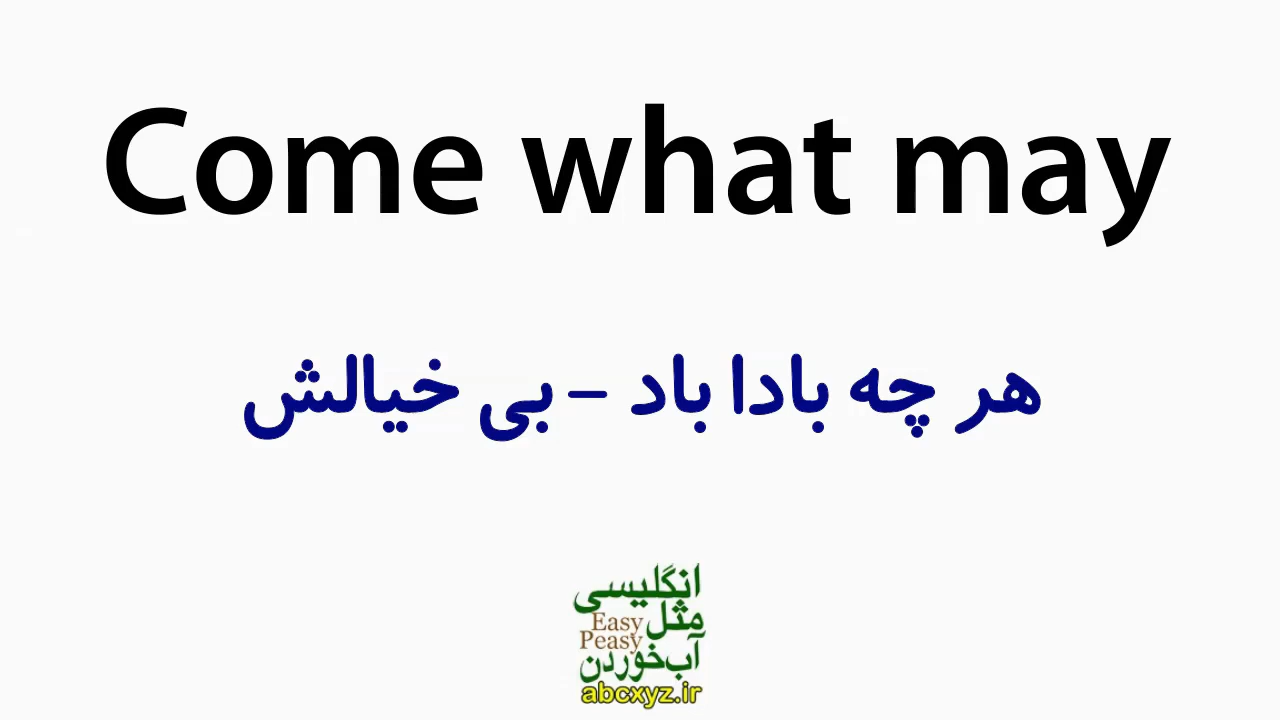 Come what may
هر چه بادا باد - بی خیالش
انگلیسی
مثل
Easy
Peasy
آب‌خوردن
abcxyz.ir